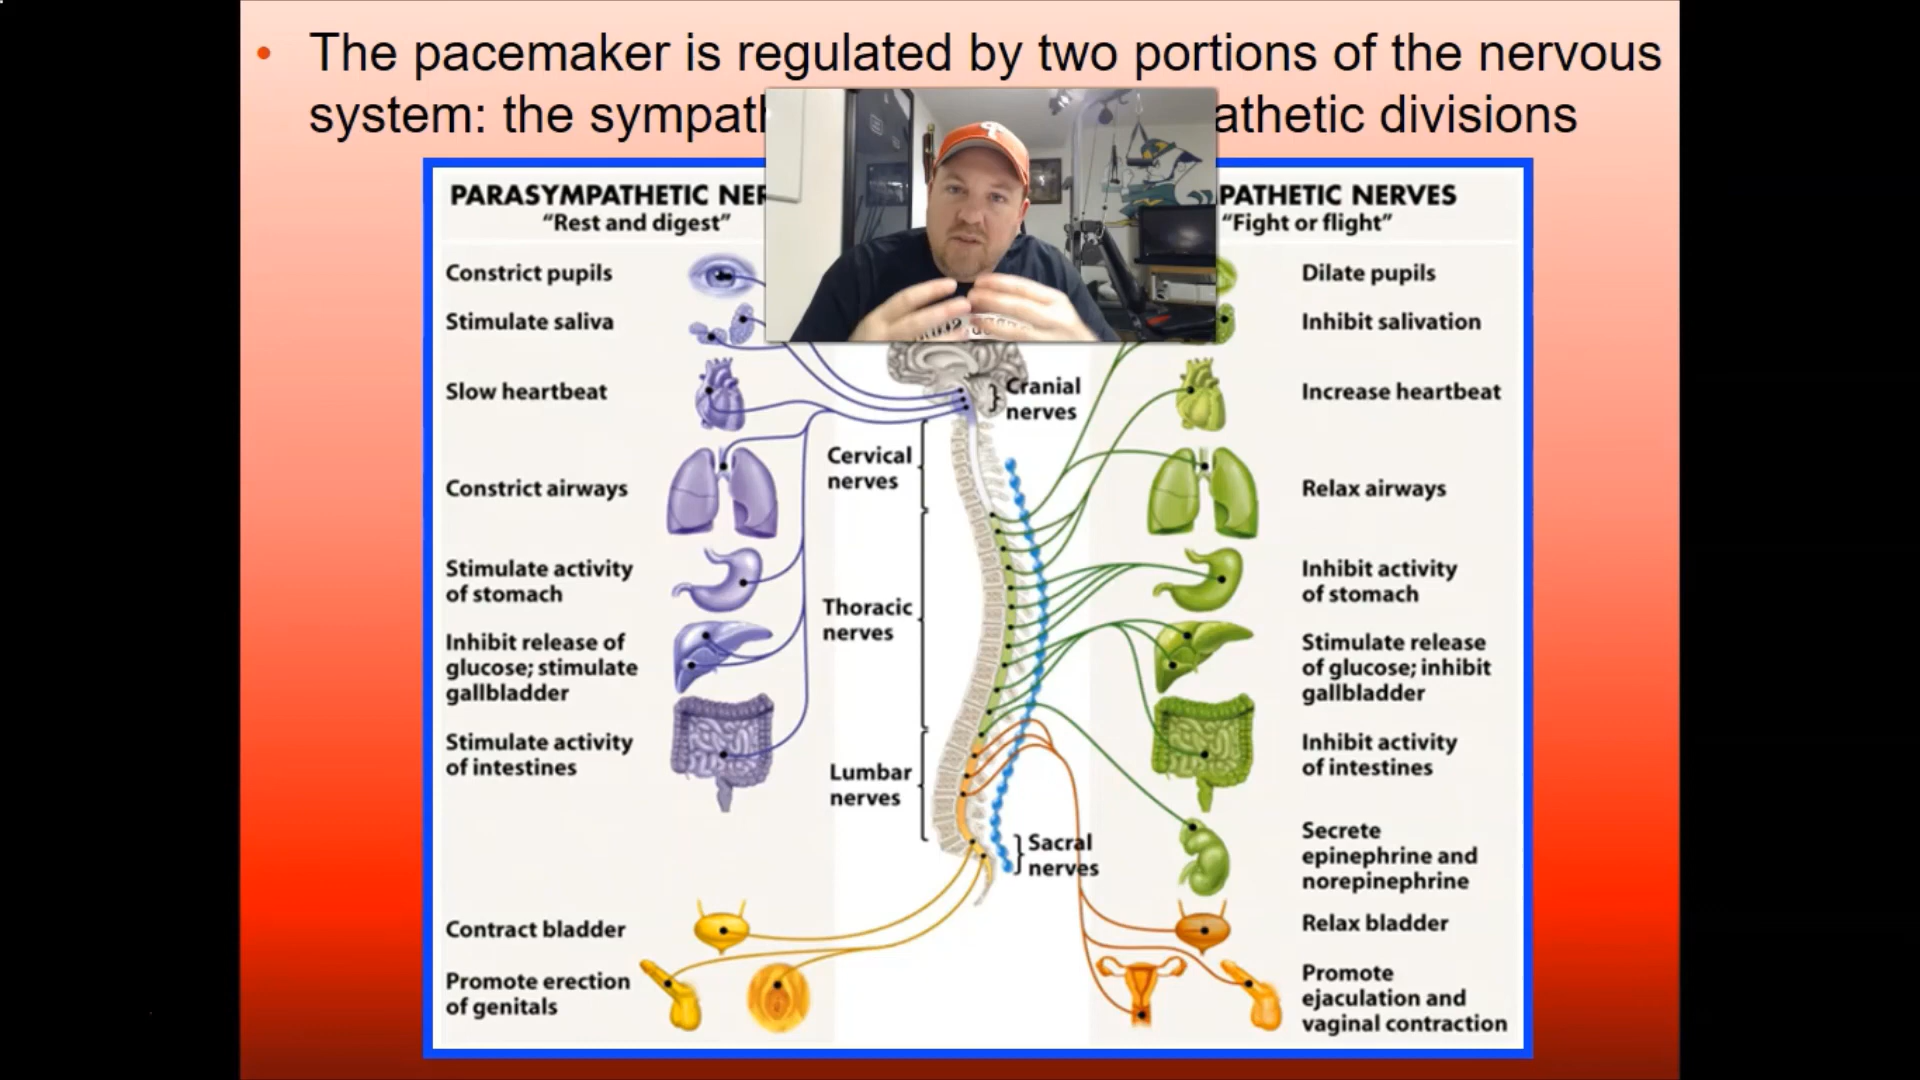 • The pacemaker is regulated by two portions of the nervous
system: the sympath athetic divisions
PARASYMPATHETIC NER
"Rest and digest"
Constrict pupils
Stimulate saliva
Slow heartbeat
Constrict airways
Stimulate activity
of stomach
Inhibit release of
glucose; stimulate
gallbladder
Stimulate activity
of intestines
Contract bladder
Promote erection
of genitals
Cranial
nerves
Cervical
nerves
Thoracic
nerves
Lumbar
nerves
Sacral
nerves
PATHETIC NERVES
"Fight or flight"
Dilate pupils
Inhibit salivation
Increase heartbeat
Relax airways
Inhibit activity
of stomach
Stimulate release
of glucose; inhibit
gallbladder
Inhibit activity
of intestines
Secrete
epinephrine and
norepinephrine
Relax bladder
Promote
ejaculation and
vaginal contraction
P